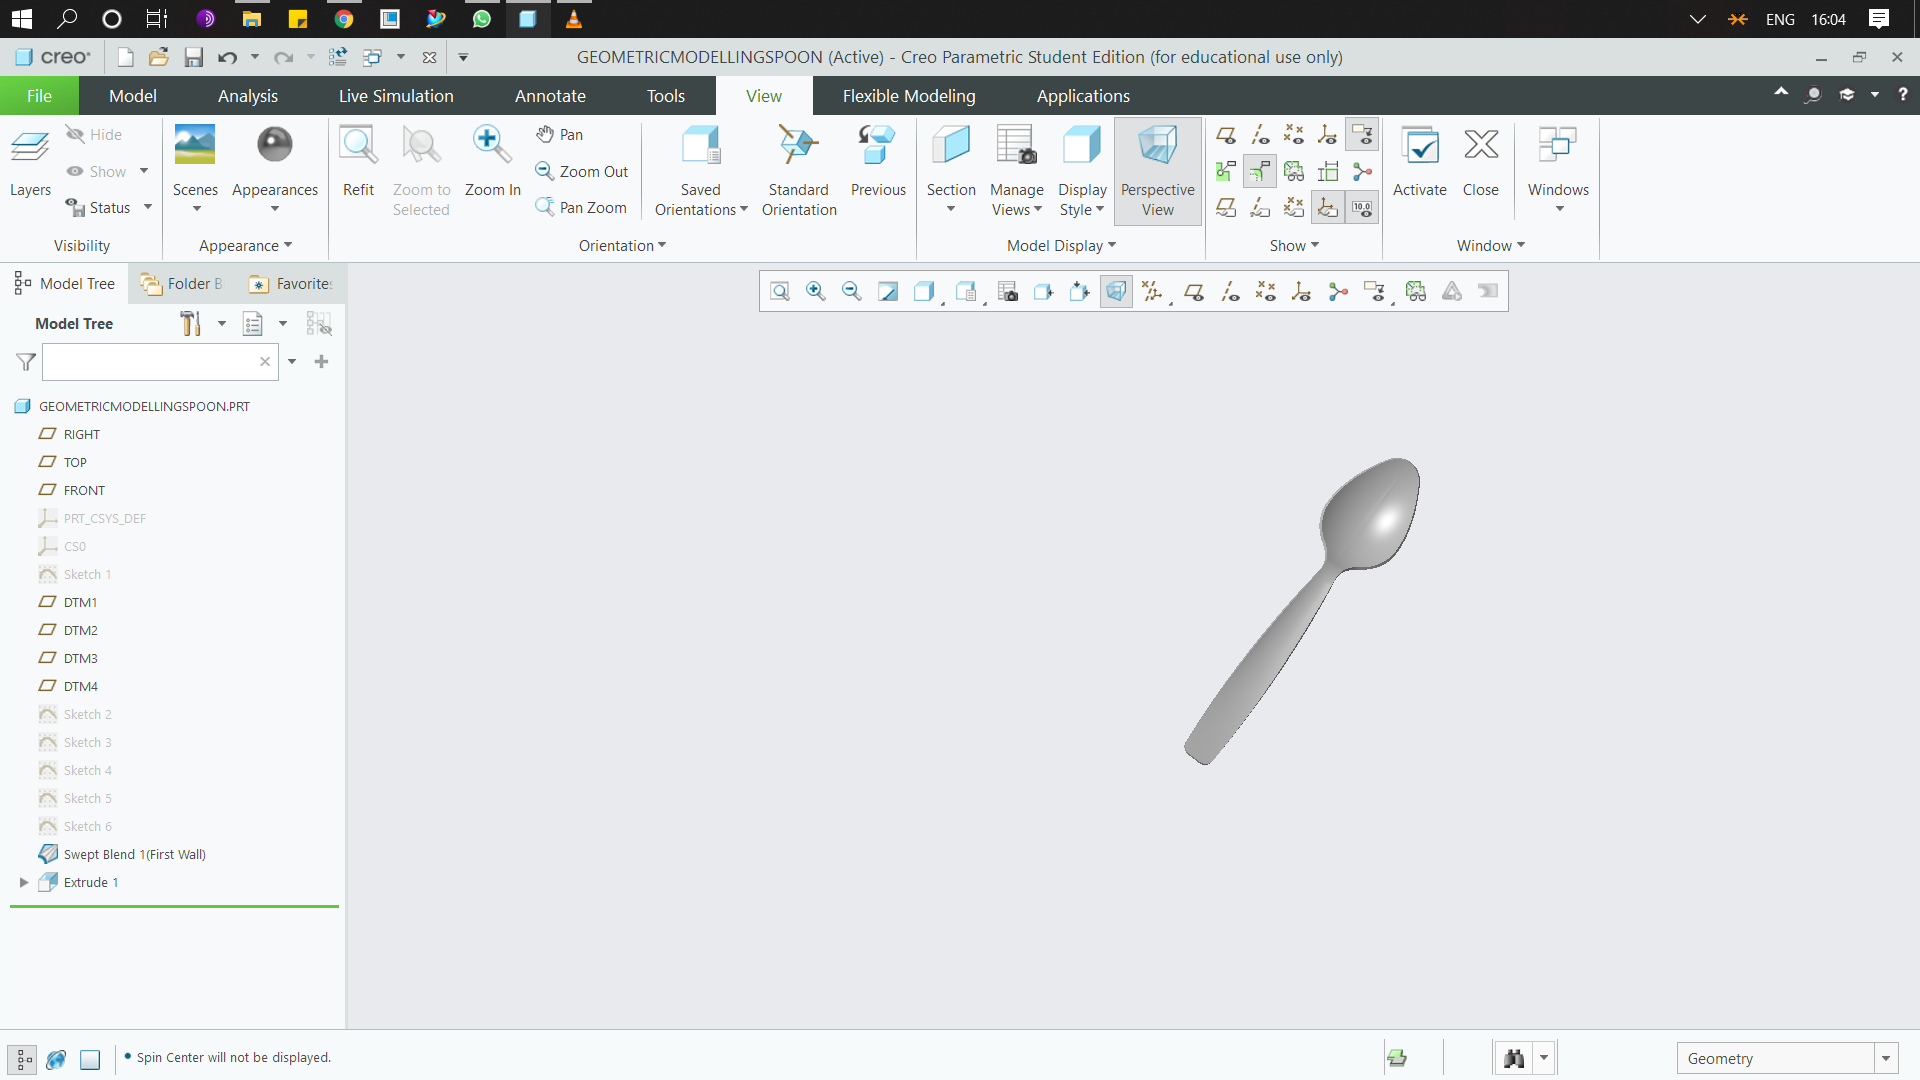 ENG 16:04
creo
GEOMETRICMODELLINGSPOON (Active) - Creo Parametric Student Edition (for educational use only)
File Model Analysis Live Simulation Annotate Tools View Flexible Modeling Applications
Layers
Hide
Show
Status
Visibility
Scenes
Appearances
Appearance
Refit
Zoom to
Selected
Zoom In
Pan
Zoom Out
Pan Zoom
Saved
Orientations
Standard
Orientation
Previous
Orientation
Section
Manage
Views
Display
Style
Perspective
View
Model Display
10.0
Show
Activate
Close
Windows
Window
Model Tree Folder B Favorite
Model Tree
GEOMETRICMODELLINGSPOON.PRT
RIGHT
TOP
FRONT
PRT_CSYS_DEF
CS0
Sketch 1
DTM1
DTM2
DTM3
DTM4
Sketch 2
Sketch 3
Sketch 4
Sketch 5
Sketch 6
Swept Blend 1(First Wall)
Extrude 1
Spin Center will not be displayed.
Geometry